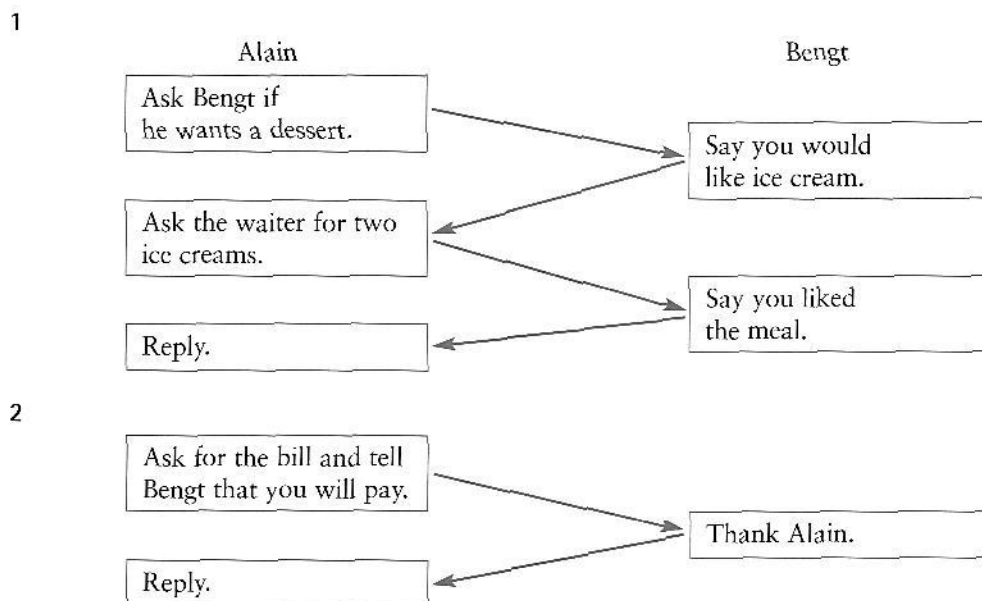 1
Alain
Bengt
Ask Bengt if
he wants a dessert.
Say you would
like ice cream.
Ask the waiter for two
ice creams.
Say you liked
the meal.
Reply.
2
Ask for the bill and tell
Bengt that you will pay.
Thank Alain.
Reply.